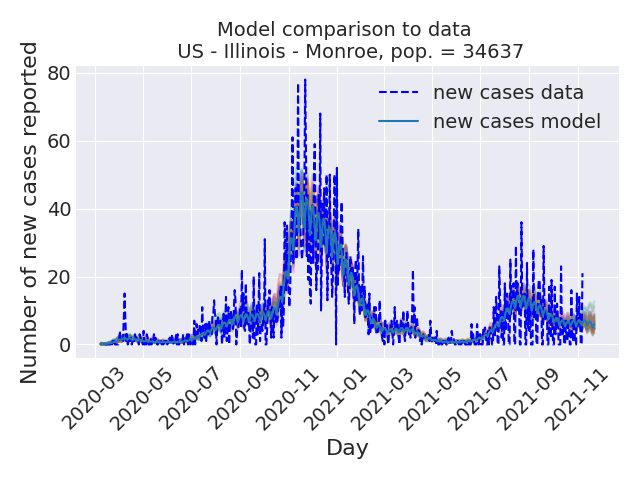 Model comparison to data
US - Illinois - Monroe, pop. = 34637
Number of new cases reported
80
60
40
20
0
new cases data
new cases model
2020-03
2020-05
2020-07
2020-09
2020-11
2021-01
2021-03
2021-05
2021-07
2021-09
2021-11
Day